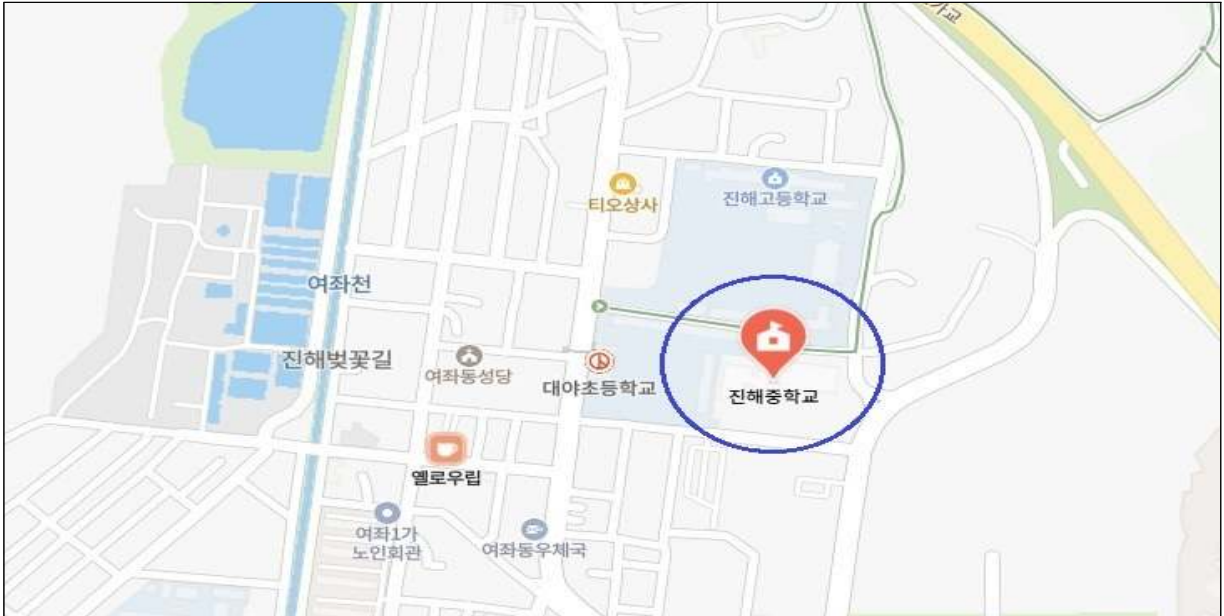 티오상사
진해고등학교
여좌천
진해벚꽃길
여좌동성당
대야초등학교
진해중학교
옐로우립
여좌1가
노인회관
여좌동우체국